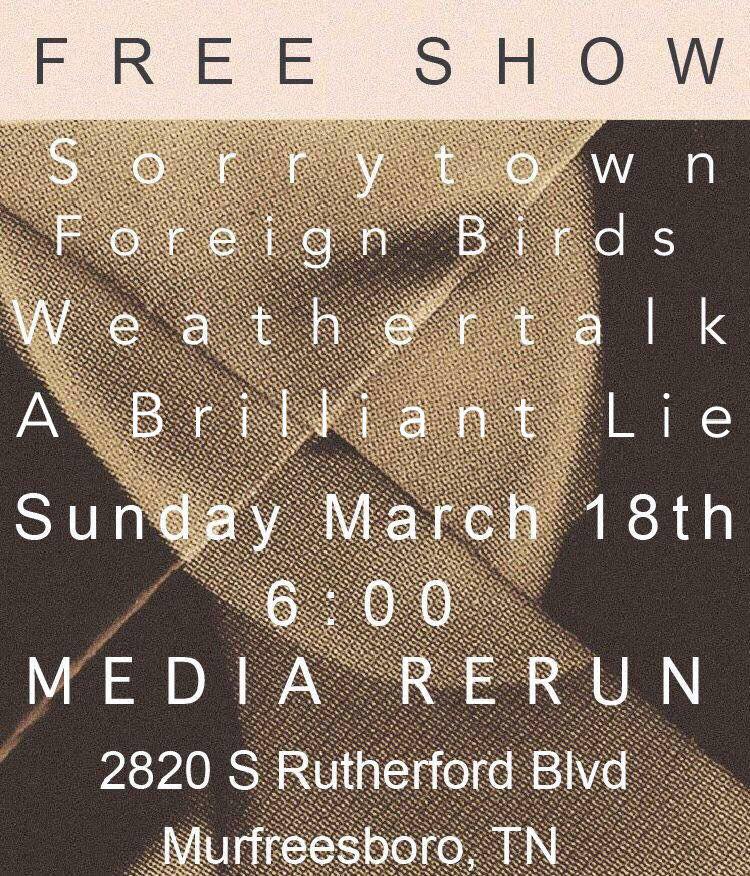 FREE SHOW
Sorrytown
Foreign Birds
Weathertalk
A Brilliant Lie
Sunday March 18th
6:00
MEDIA RERUN
2820 S Rutherford Blvd
Murfreesboro, TN